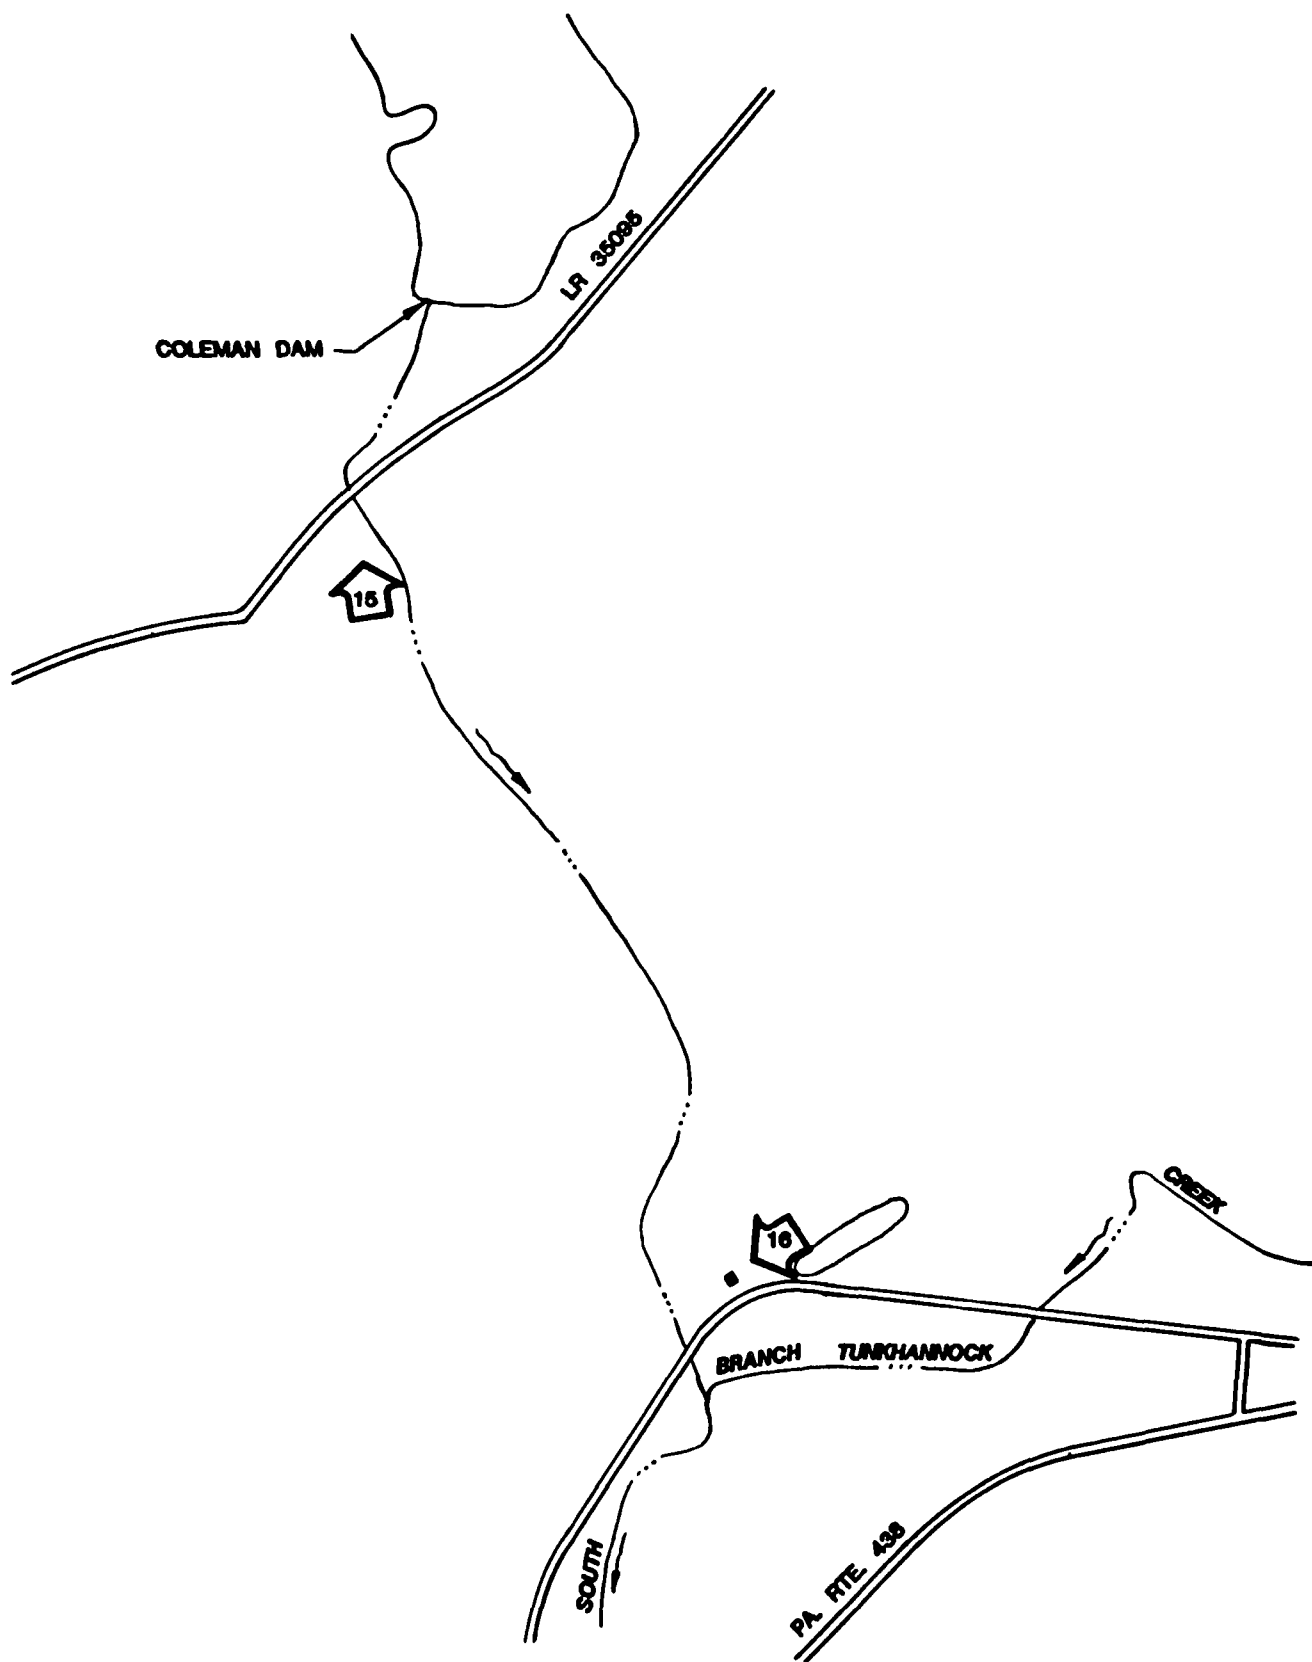 LR 35095
COLEMAN DAM
15
CREEK
16
BRANCH TUNKHANNOCK
SOUTH
PA. RTE. 438